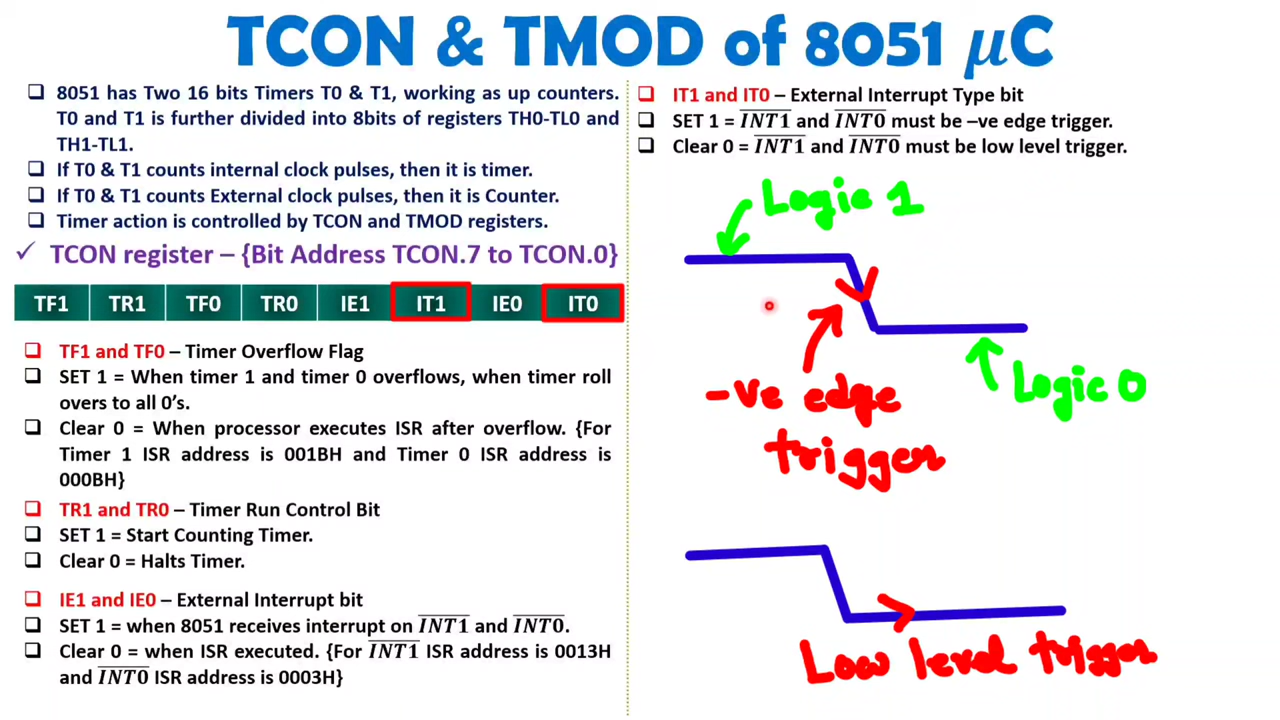 TCON & TMOD of 8051 μC
❑ 8051 has Two 16 bits Timers T0 & T1, working as up counters.
T0 and T1 is further divided into 8bits of registers TH0-TL0 and
TH1-TL1.
❑ If T0 & T1 counts internal clock pulses, then it is timer.
❑ If T0 & T1 counts External clock pulses, then it is Counter.
❑ Timer action is controlled by TCON and TMOD registers.
✓ TCON register – {Bit Address TCON.7 to TCON.0}
TF1 TR1 TF0 TR0 IE1 IT1 IE0 IT0
❑ TF1 and TF0 – Timer Overflow Flag
❑ SET 1 = When timer 1 and timer 0 overflows, when timer roll
overs to all 0’s.
❑ Clear 0 = When processor executes ISR after overflow. {For
Timer 1 ISR address is 001BH and Timer 0 ISR address is
000BH}
❑ TR1 and TR0 – Timer Run Control Bit
❑ SET 1 = Start Counting Timer.
❑ Clear 0 = Halts Timer.
❑ IE1 and IE0 – External Interrupt bit
❑ SET 1 = when 8051 receives interrupt on I̅N̅T̅1̅ and I̅N̅T̅0̅.
❑ Clear 0 = when ISR executed. {For I̅N̅T̅1̅ ISR address is 0013H
and I̅N̅T̅0̅ ISR address is 0003H}
❑ IT1 and IT0 – External Interrupt Type bit
❑ SET 1 = I̅N̅T̅1̅ and I̅N̅T̅0̅ must be –ve edge trigger.
❑ Clear 0 = I̅N̅T̅1̅ and I̅N̅T̅0̅ must be low level trigger.
Logic 1
Logic 0
-ve edge
trigger
Low level trigger